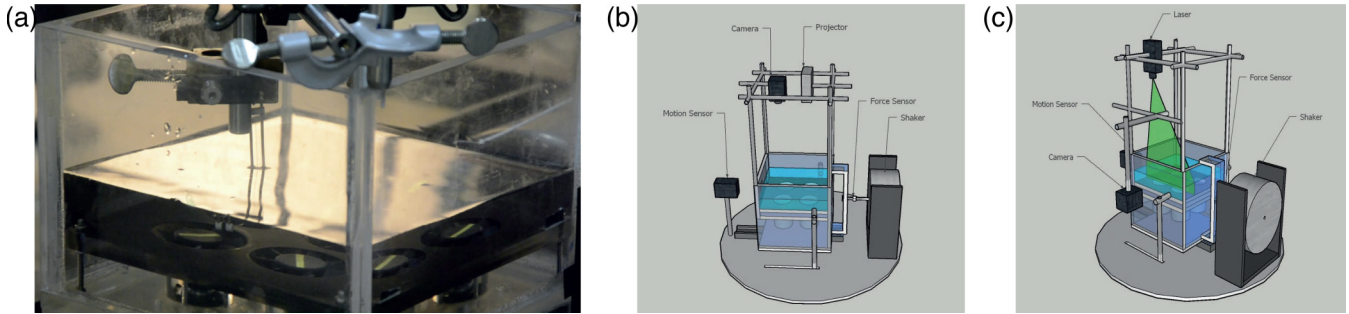 (a)
(b)
(c)
Camera
Projector
Force Sensor
Motion Sensor
Shaker
Laser
Force Sensor
Motion Sensor
Shaker
Camera